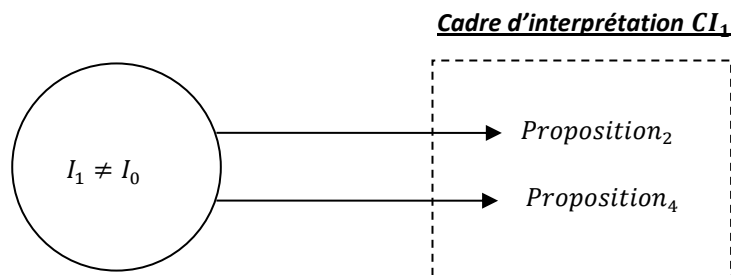 Cadre d’interprétation CI₁
Proposition₂
I₁ ≠ I₀
Proposition₄